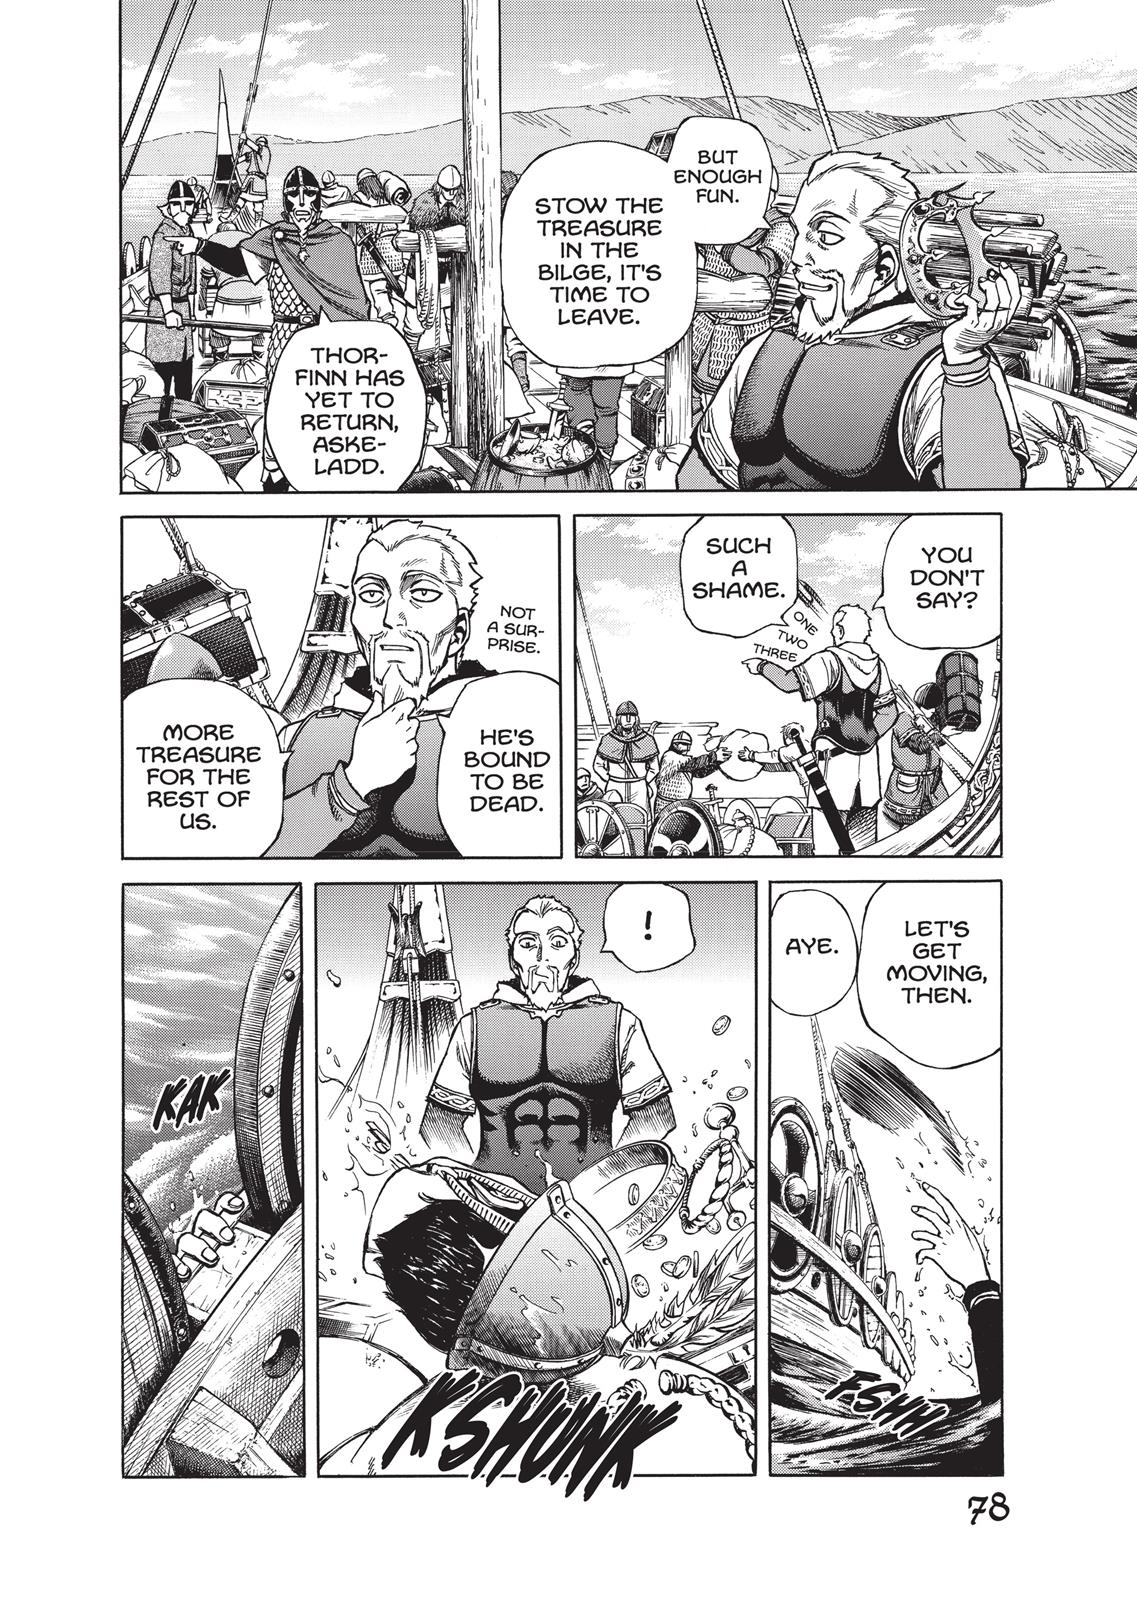 BUT
ENOUGH
FUN.
STOW THE
TREASURE
IN THE
BILGE, IT'S
TIME TO
LEAVE.
THOR-
FINN HAS
YET TO
RETURN,
ASKE-
LADD.
YOU
DON'T
SAY?
SUCH
A
SHAME.
ONE
TWO
THREE
NOT
A SUR-
PRISE.
HE'S
BOUND
TO BE
DEAD.
MORE
TREASURE
FOR THE
REST OF
US.
LET'S
GET
MOVING,
THEN.
AYE.
FSHH
!
KSHUNK
KAK
78